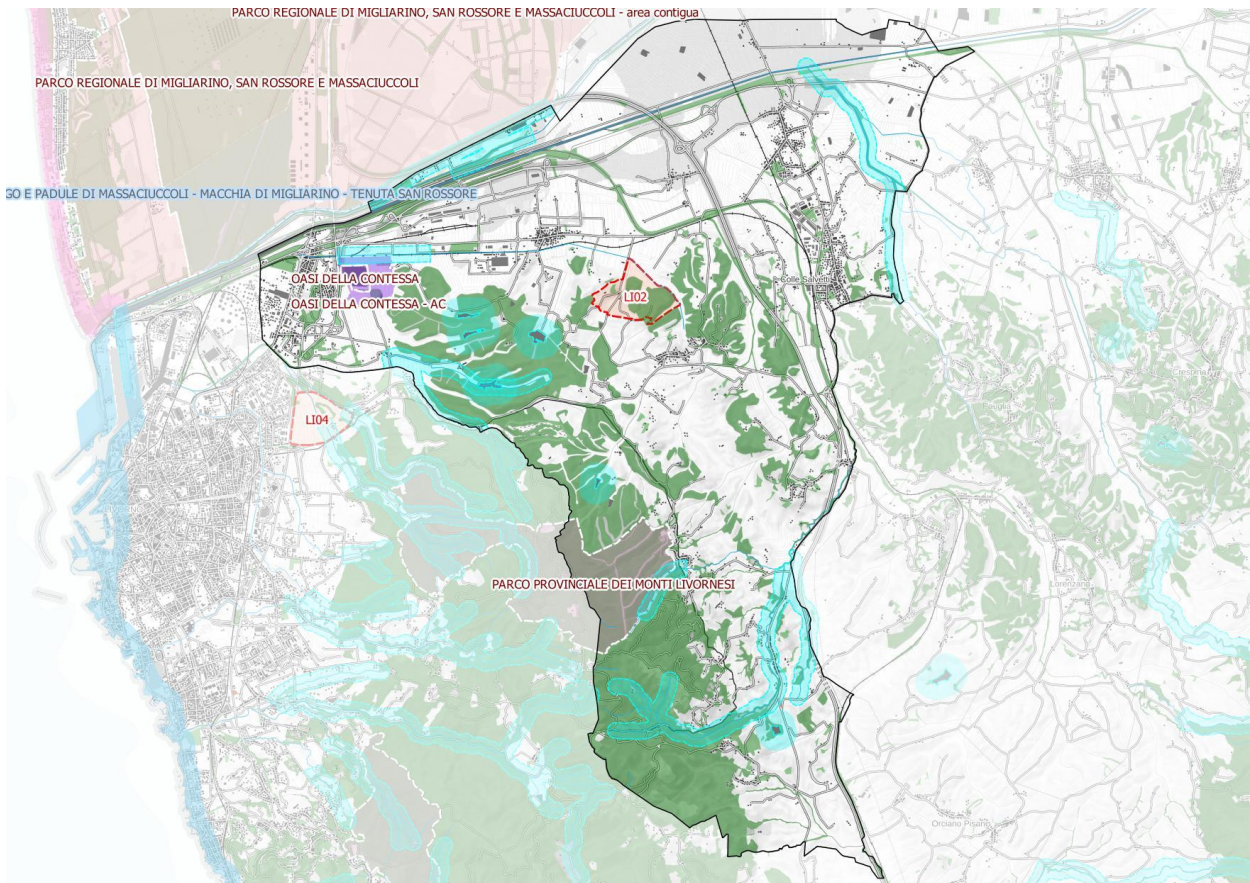 PARCO REGIONALE DI MIGLIARINO, SAN ROSSORE E MASSACIUCCOLI - area contigua
PARCO REGIONALE DI MIGLIARINO, SAN ROSSORE E MASSACIUCCOLI
GO E PADULE DI MASSACIUCCOLI - MACCHIA DI MIGLIARINO - TENUTA SAN ROSSORE
OASI DELLA CONTESSA
Colle Salvetti
LI02
OASI DELLA CONTESSA - AC
Crespina
Fauglia
LI04
PARCO PROVINCIALE DEI MONTI LIVORNESI
Lorenzana
Orciano Pisano